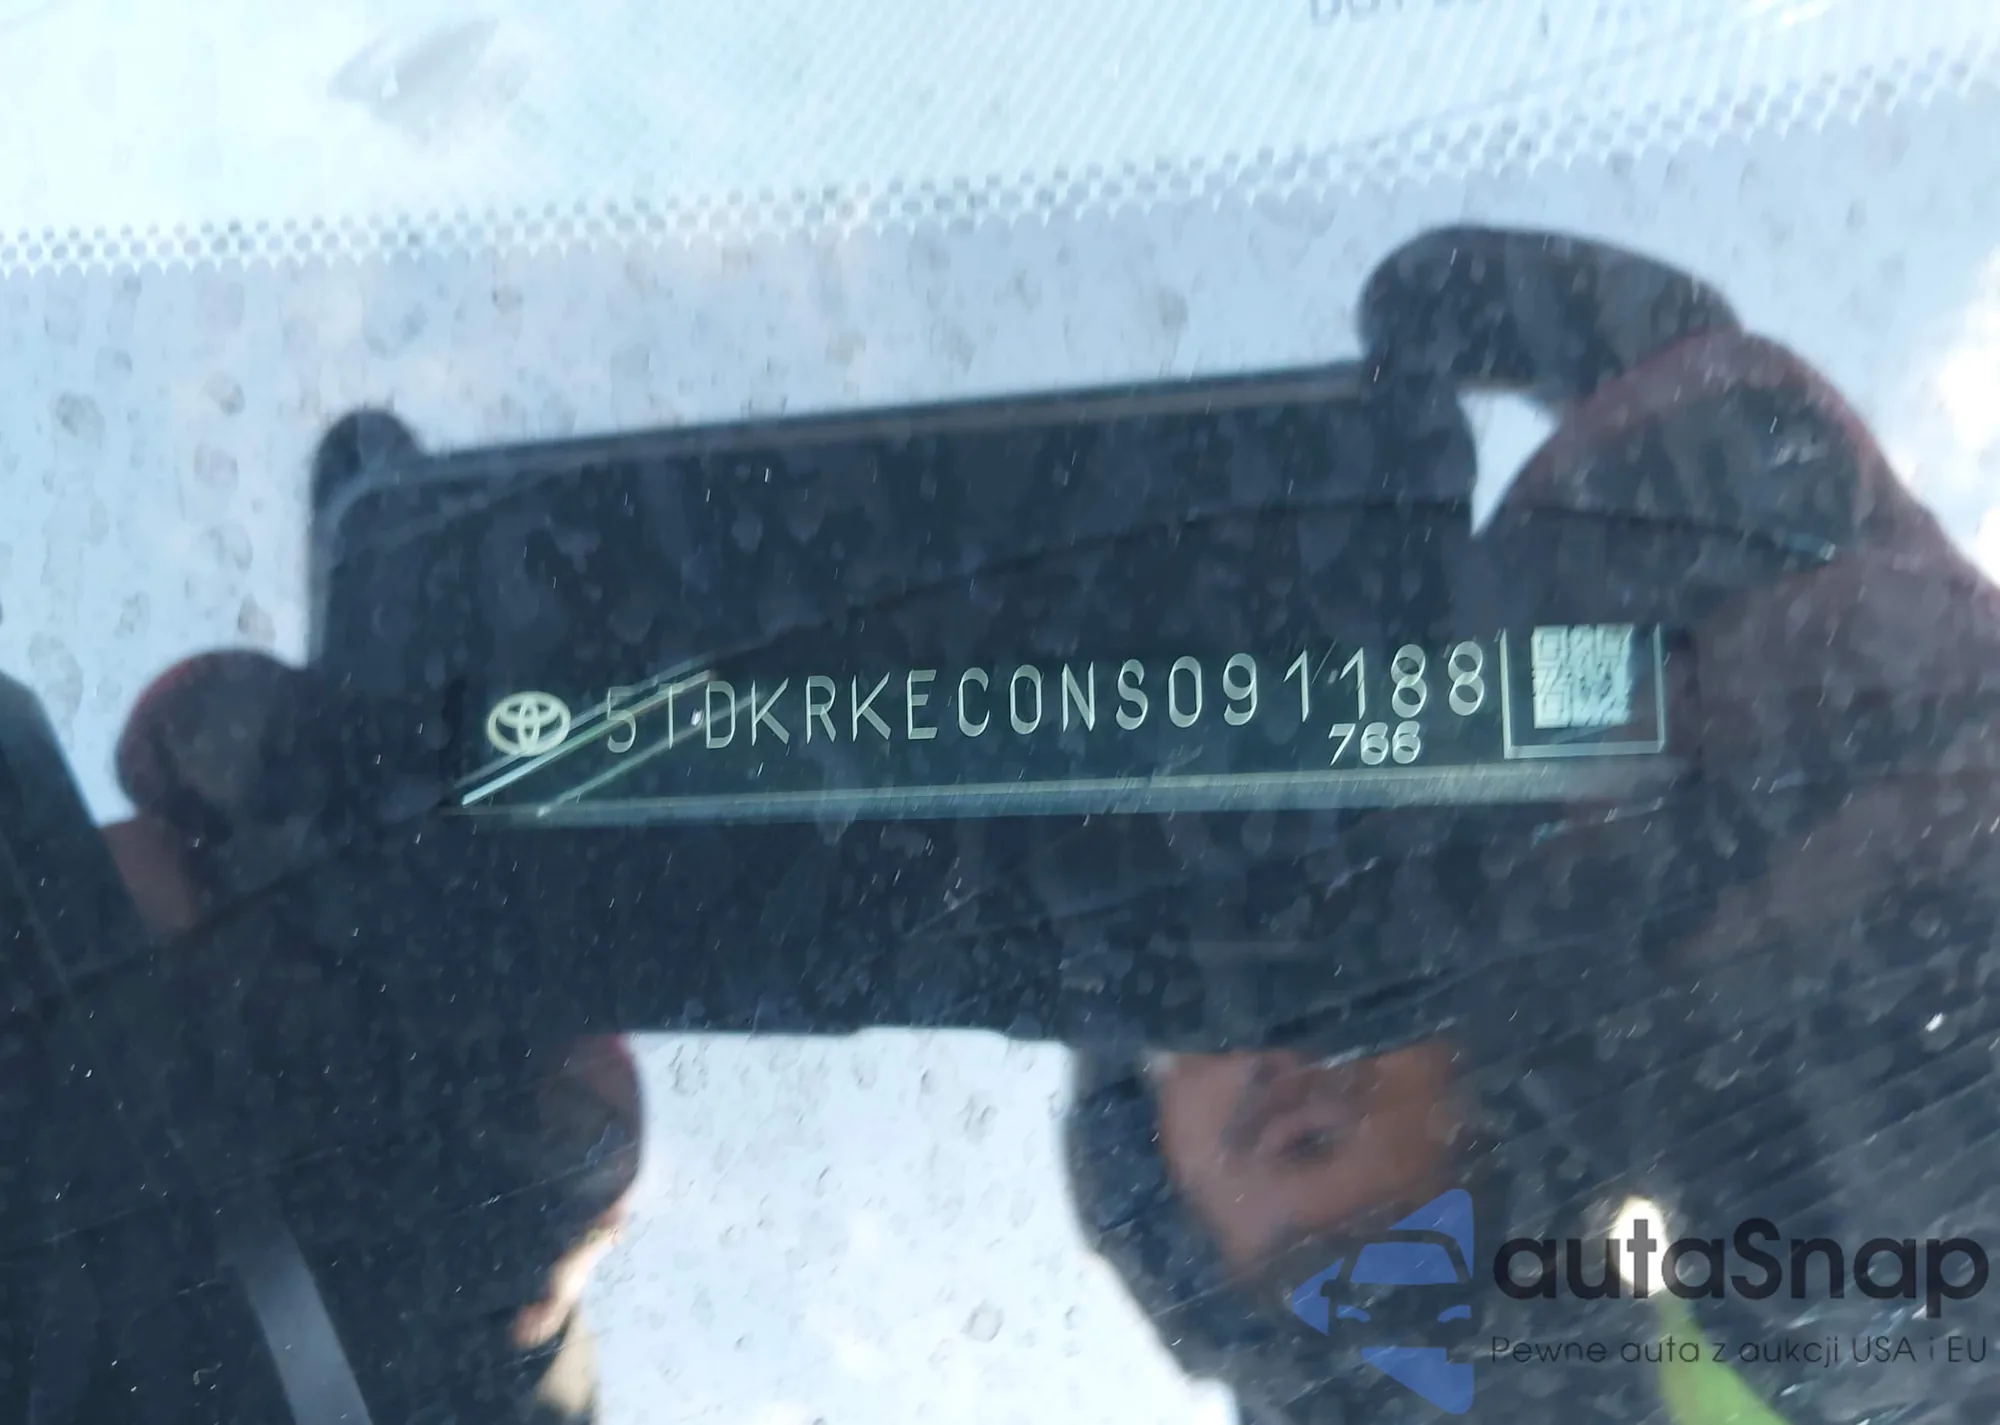 5TDKRKEC0NS091188
766
autaSnap
Pewne auta z aukcji USA i EU